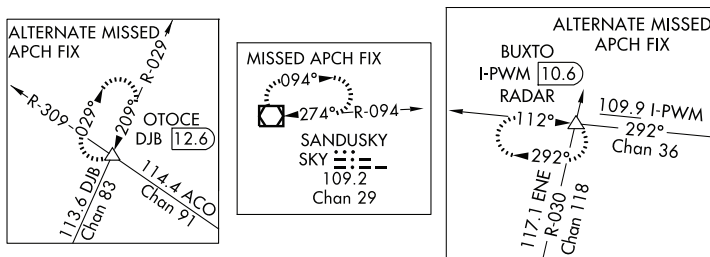 ALTERNATE MISSED
APCH FIX
R-029
R-309
029°
209°
OTOCE
DJB 12.6
113.6 DJB
Chan 83
114.4 ACO
Chan 91
MISSED APCH FIX
094°
274°
R-094
SANDUSKY
SKY
109.2
Chan 29
ALTERNATE MISSED
APCH FIX
BUXTO
I-PWM 10.6
RADAR
112°
292°
109.9 I-PWM
292°
Chan 36
117.1 ENE
R-030
Chan 118